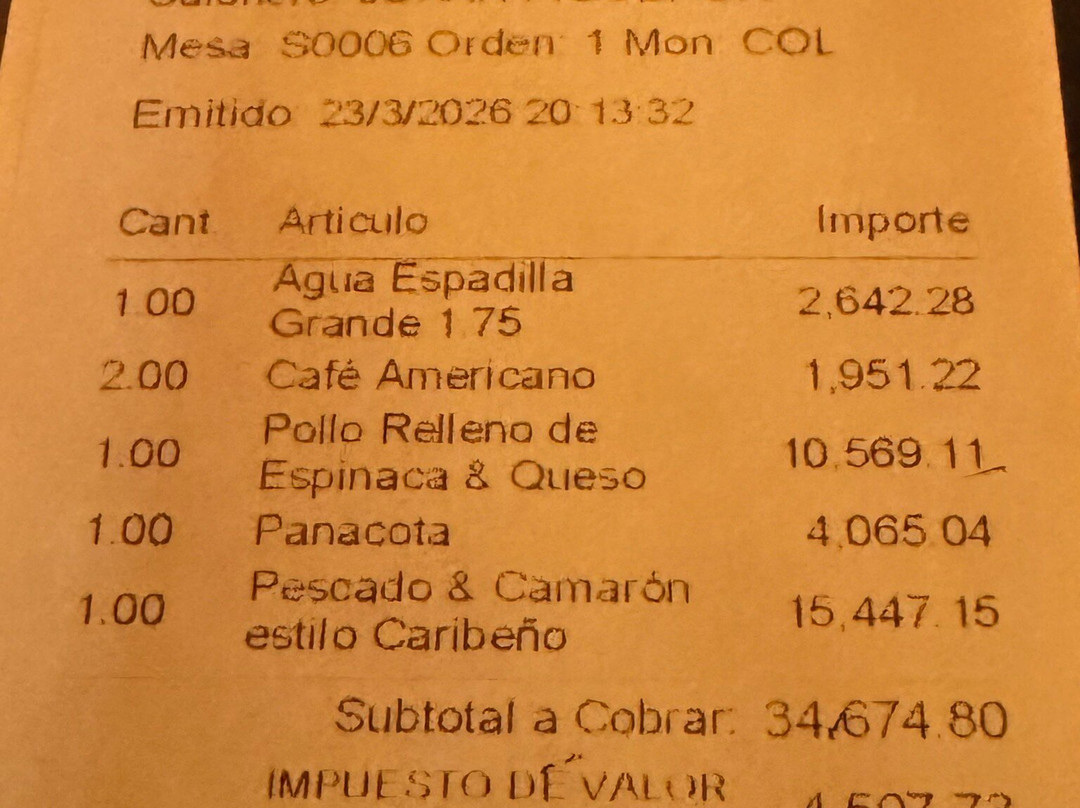 Mesa S0006 Orden 1 Mon COL
Emitido 23/3/2026 20:13:32
Cant Articulo Importe
1.00 Agua Espadilla Grande 1.75 2,642.28
2.00 Café Americano 1,951.22
1.00 Pollo Relleno de Espinaca & Queso 10,569.11
1.00 Panacota 4,065.04
1.00 Pescado & Camarón estilo Caribeño 15,447.15
Subtotal a Cobrar: 34,674.80
IMPUESTO DE VALOR